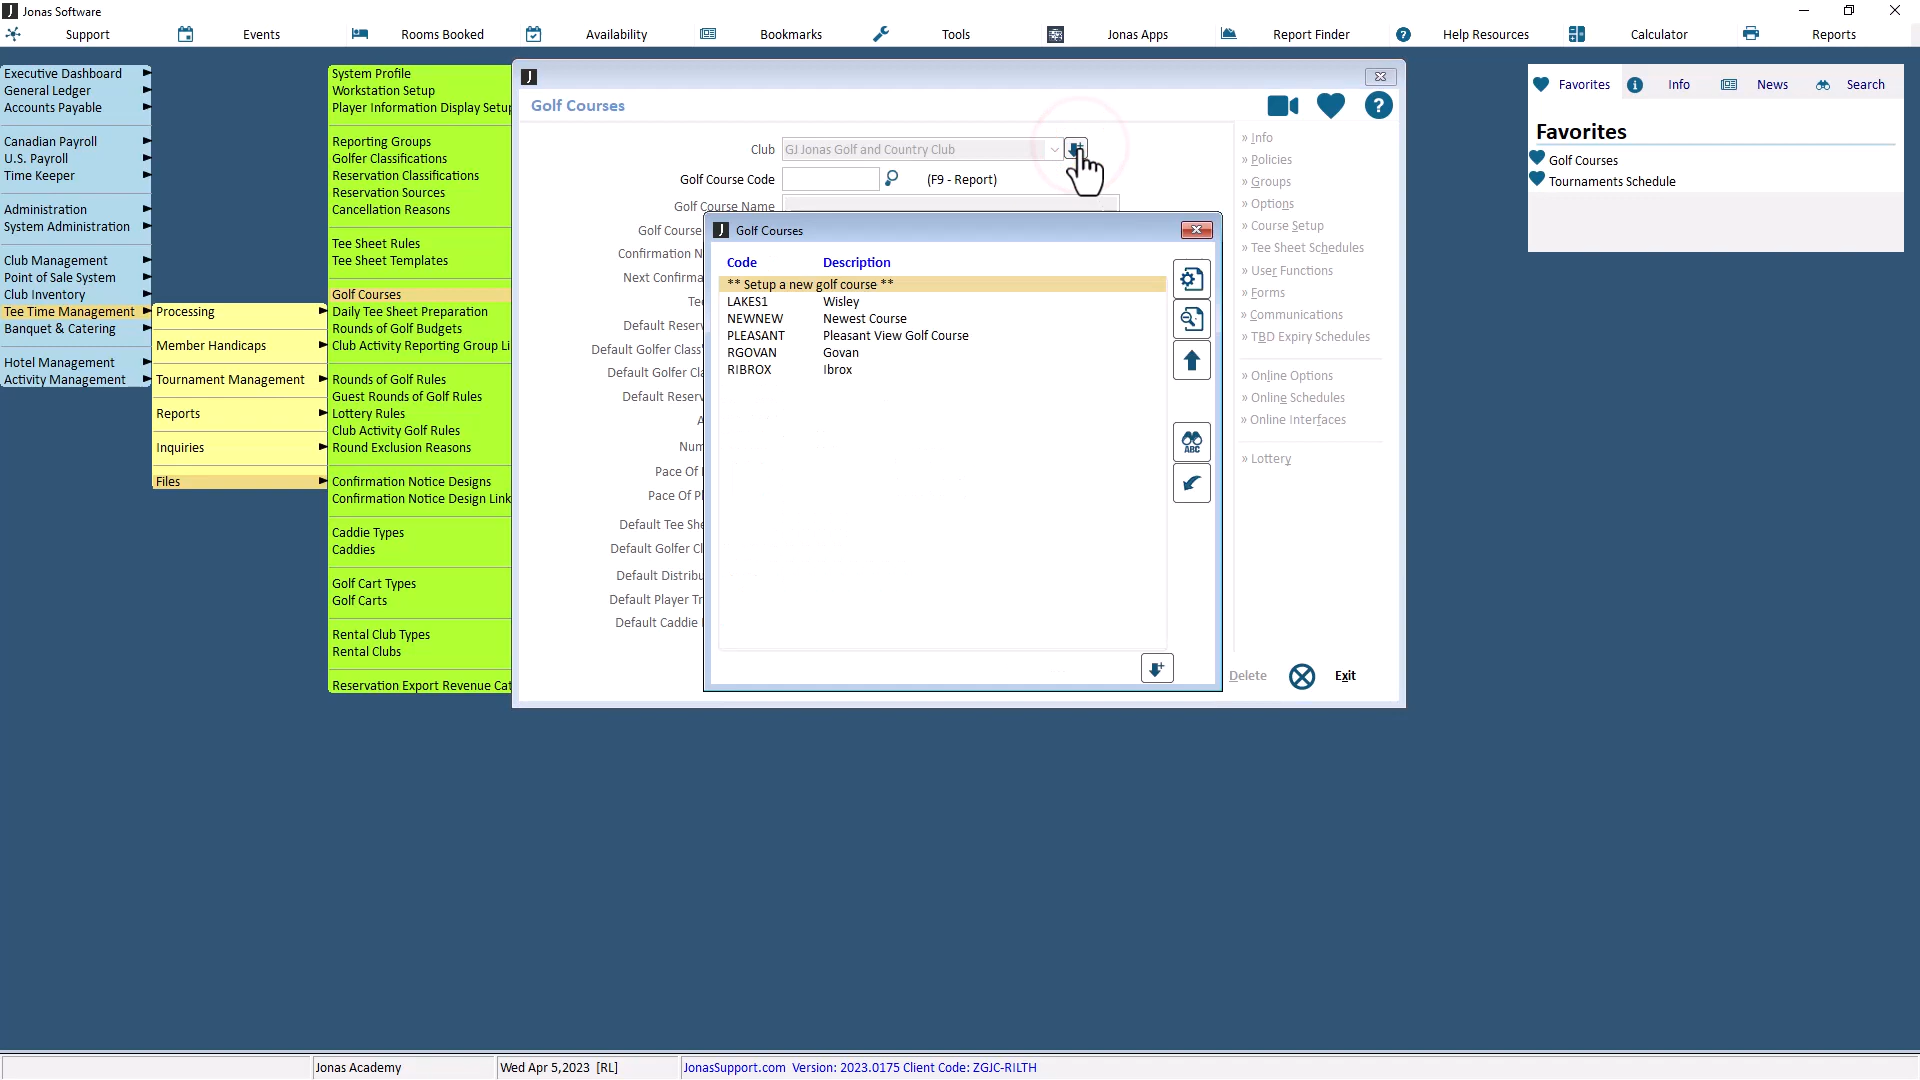 Jonas Software
Support Events Rooms Booked Availability Bookmarks Tools Jonas Apps Report Finder Help Resources Calculator Reports
Executive Dashboard
General Ledger
Accounts Payable
Canadian Payroll
U.S. Payroll
Time Keeper
Administration
System Administration
Club Management
Point of Sale System
Club Inventory
Tee Time Management
Banquet & Catering
Hotel Management
Activity Management
Processing
Member Handicaps
Tournament Management
Reports
Inquiries
Files
System Profile
Workstation Setup
Player Information Display Setup
Reporting Groups
Golfer Classifications
Reservation Classifications
Reservation Sources
Cancellation Reasons
Tee Sheet Rules
Tee Sheet Templates
Golf Courses
Daily Tee Sheet Preparation
Rounds of Golf Budgets
Club Activity Reporting Group Li
Rounds of Golf Rules
Guest Rounds of Golf Rules
Lottery Rules
Club Activity Golf Rules
Round Exclusion Reasons
Confirmation Notice Designs
Confirmation Notice Design Link
Caddie Types
Caddies
Golf Cart Types
Golf Carts
Rental Club Types
Rental Clubs
Reservation Export Revenue Cat
Golf Courses
Club GJ Jonas Golf and Country Club
Golf Course Code (F9 - Report)
Golf Course Name
Golf Course
Confirmation N
Next Confirma
Tee
Default Reser
Default Golfer Class
Default Golfer Cla
Default Reser
A
Num
Pace Of
Pace Of Pl
Default Tee She
Default Golfer Cl
Default Distribu
Default Player Tr
Default Caddie
Golf Courses
Code Description
** Setup a new golf course **
LAKES1 Wisley
NEWNEW Newest Course
PLEASANT Pleasant View Golf Course
RGOVAN Govan
RIBROX Ibrox
ABC
» Info
» Policies
» Groups
» Options
» Course Setup
» Tee Sheet Schedules
» User Functions
» Forms
» Communications
» TBD Expiry Schedules
» Online Options
» Online Schedules
» Online Interfaces
» Lottery
Delete Exit
Favorites Info News Search
Favorites
Golf Courses
Tournaments Schedule
Jonas Academy Wed Apr 5,2023 [RL] JonasSupport.com Version: 2023.0175 Client Code: ZGJC-RILTH